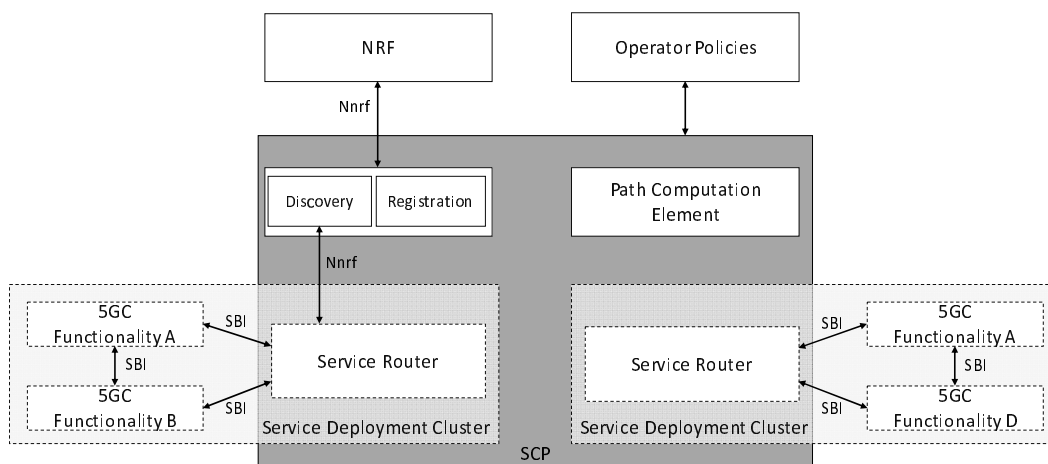 NRF
Operator Policies
Nnrf
Discovery
Registration
Path Computation
Element
Nnrf
5GC
Functionality A
SBI
SBI
5GC
Functionality B
SBI
Service Router
Service Deployment Cluster
Service Router
Service Deployment Cluster
SBI
5GC
Functionality A
SBI
SBI
5GC
Functionality D
SCP